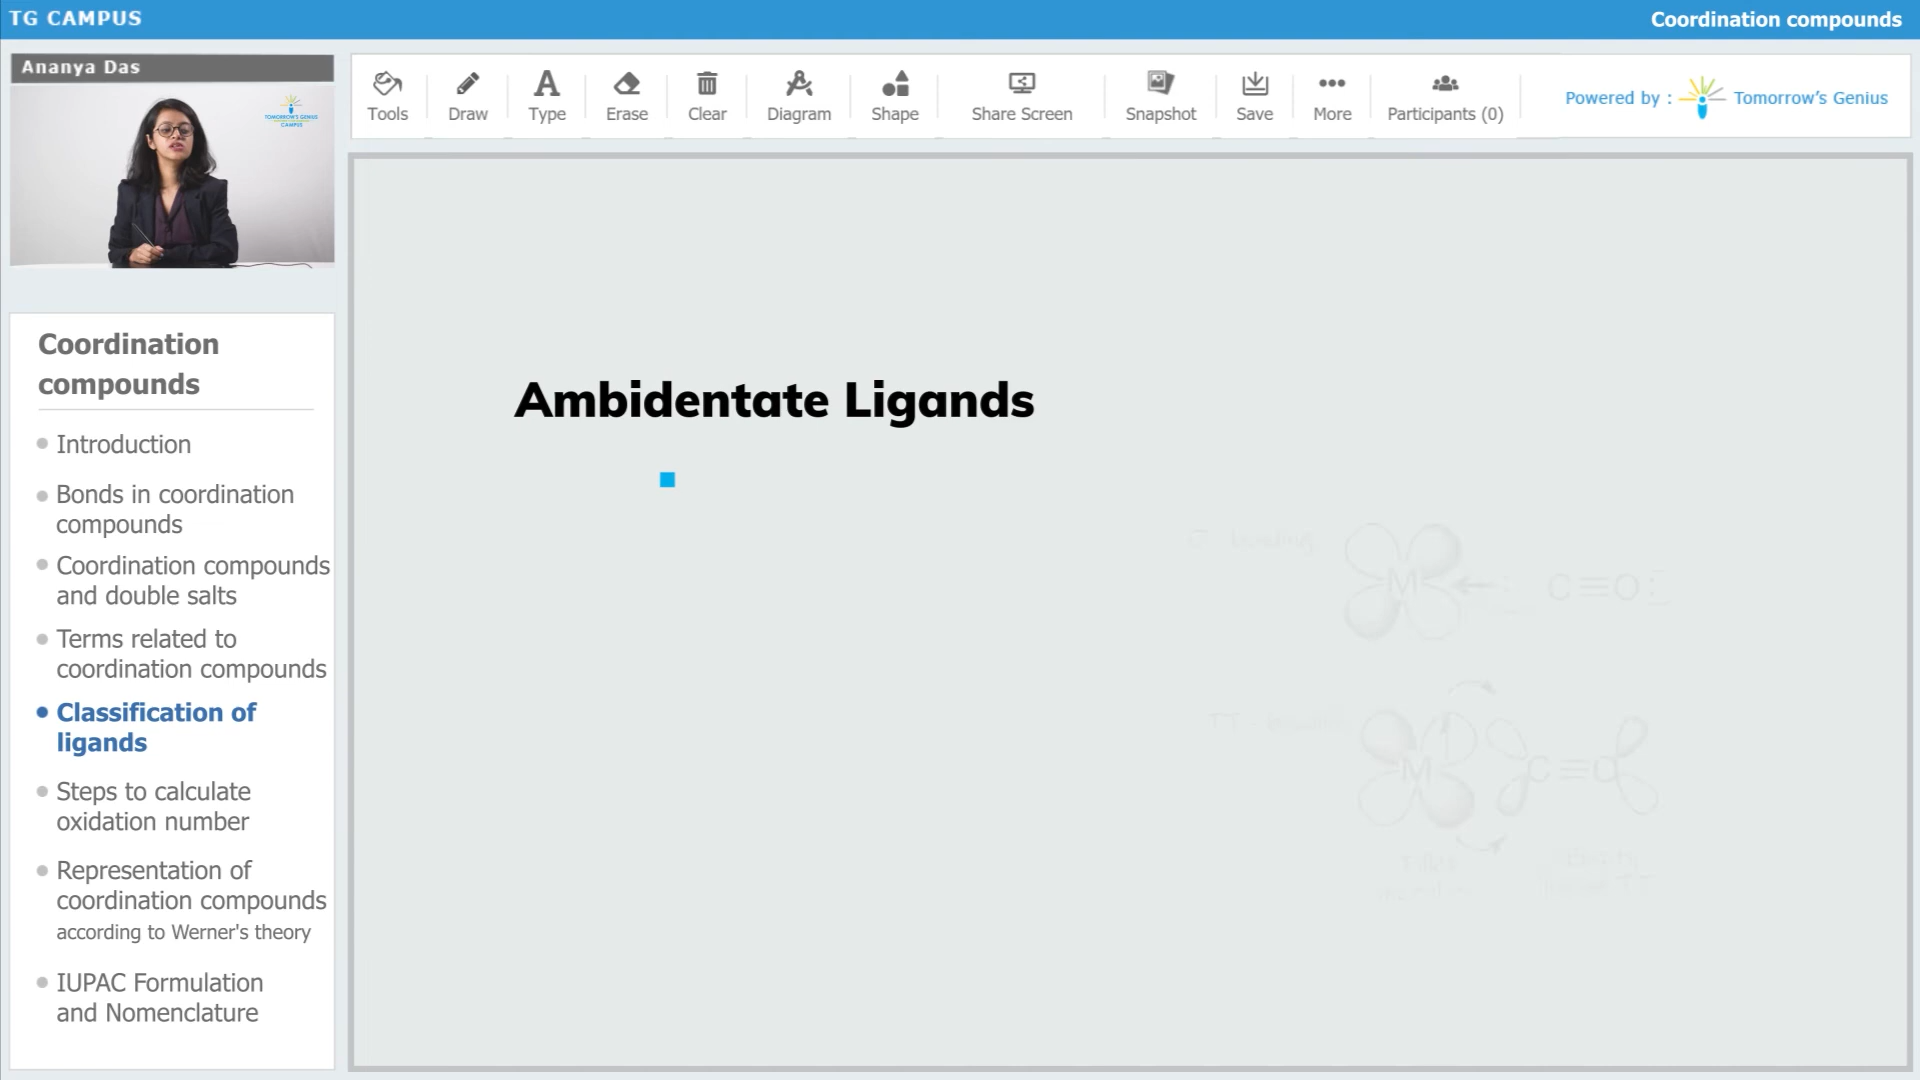 TG CAMPUS
Coordination compounds
Ananya Das
TOMORROW'S GENIUS
CAMPUS
Tools
Draw
Type
Erase
Clear
Diagram
Shape
Share Screen
Snapshot
Save
More
Participants (0)
Powered by :
Tomorrow's Genius
Coordination
compounds
Introduction
Bonds in coordination
compounds
Coordination compounds
and double salts
Terms related to
coordination compounds
Classification of
ligands
Steps to calculate
oxidation number
Representation of
coordination compounds
according to Werner's theory
IUPAC Formulation
and Nomenclature
Ambidentate Ligands
M
C≡O
M
C≡O